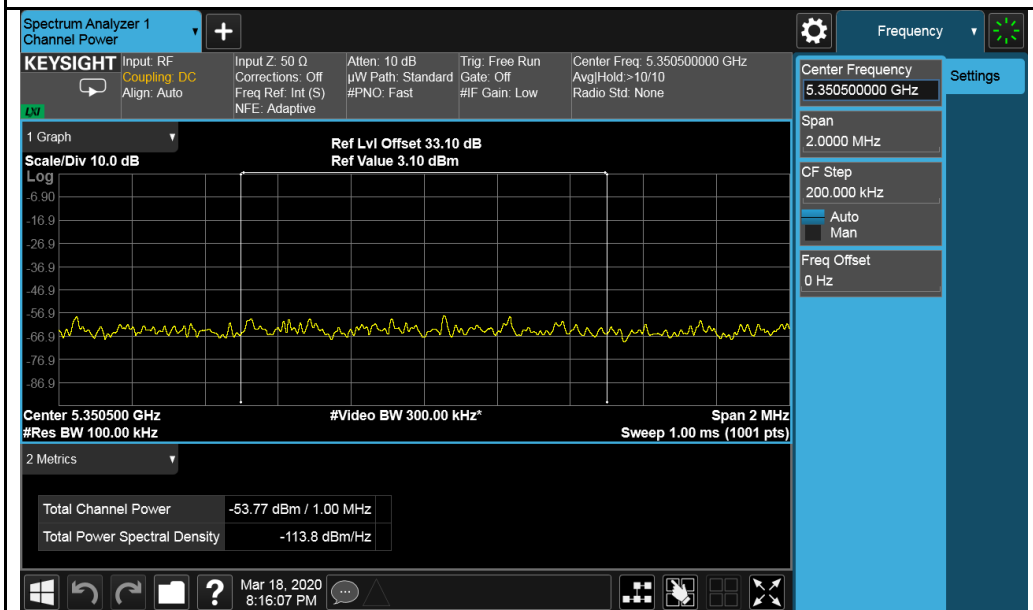 Spectrum Analyzer 1
Channel Power
+
Frequency
KEYSIGHT
LXI
Input: RF
Coupling: DC
Align: Auto
Input Z: 50 Ω
Corrections: Off
Freq Ref: Int (S)
NFE: Adaptive
Atten: 10 dB
µW Path: Standard
#PNO: Fast
Trig: Free Run
Gate: Off
#IF Gain: Low
Center Freq: 5.350500000 GHz
Avg|Hold:>10/10
Radio Std: None
1 Graph
Scale/Div 10.0 dB
Ref Lvl Offset 33.10 dB
Ref Value 3.10 dBm
Log
-6.90
-16.9
-26.9
-36.9
-46.9
-56.9
-66.9
-76.9
-86.9
Center 5.350500 GHz
#Video BW 300.00 kHz*
Span 2 MHz
#Res BW 100.00 kHz
Sweep 1.00 ms (1001 pts)
2 Metrics
Total Channel Power -53.77 dBm / 1.00 MHz
Total Power Spectral Density -113.8 dBm/Hz
?
Mar 18, 2020
8:16:07 PM
Center Frequency
5.350500000 GHz
Settings
Span
2.0000 MHz
CF Step
200.000 kHz
Auto
Man
Freq Offset
0 Hz